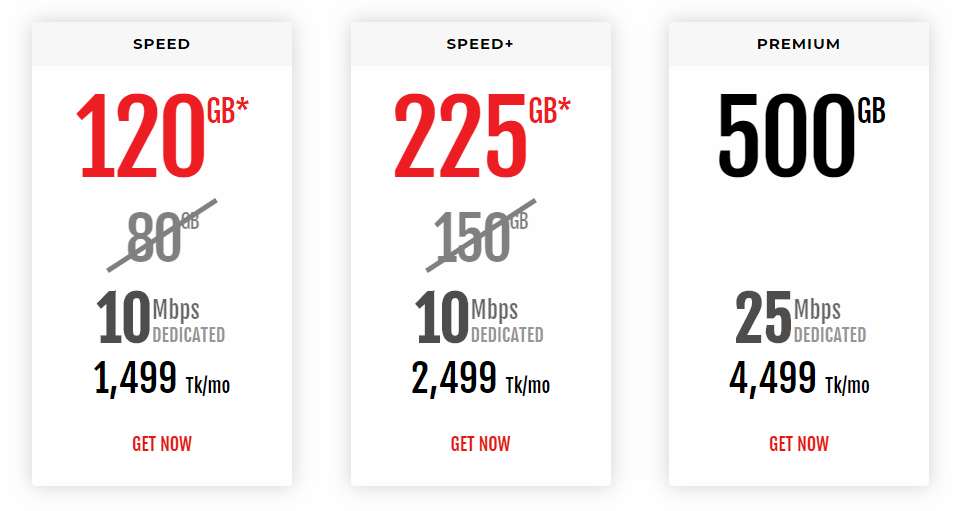 SPEED
120GB*
80GB
10Mbps
DEDICATED
1,499 Tk/mo
GET NOW
SPEED+
225GB*
150GB
10Mbps
DEDICATED
2,499 Tk/mo
GET NOW
PREMIUM
500GB
25Mbps
DEDICATED
4,499 Tk/mo
GET NOW